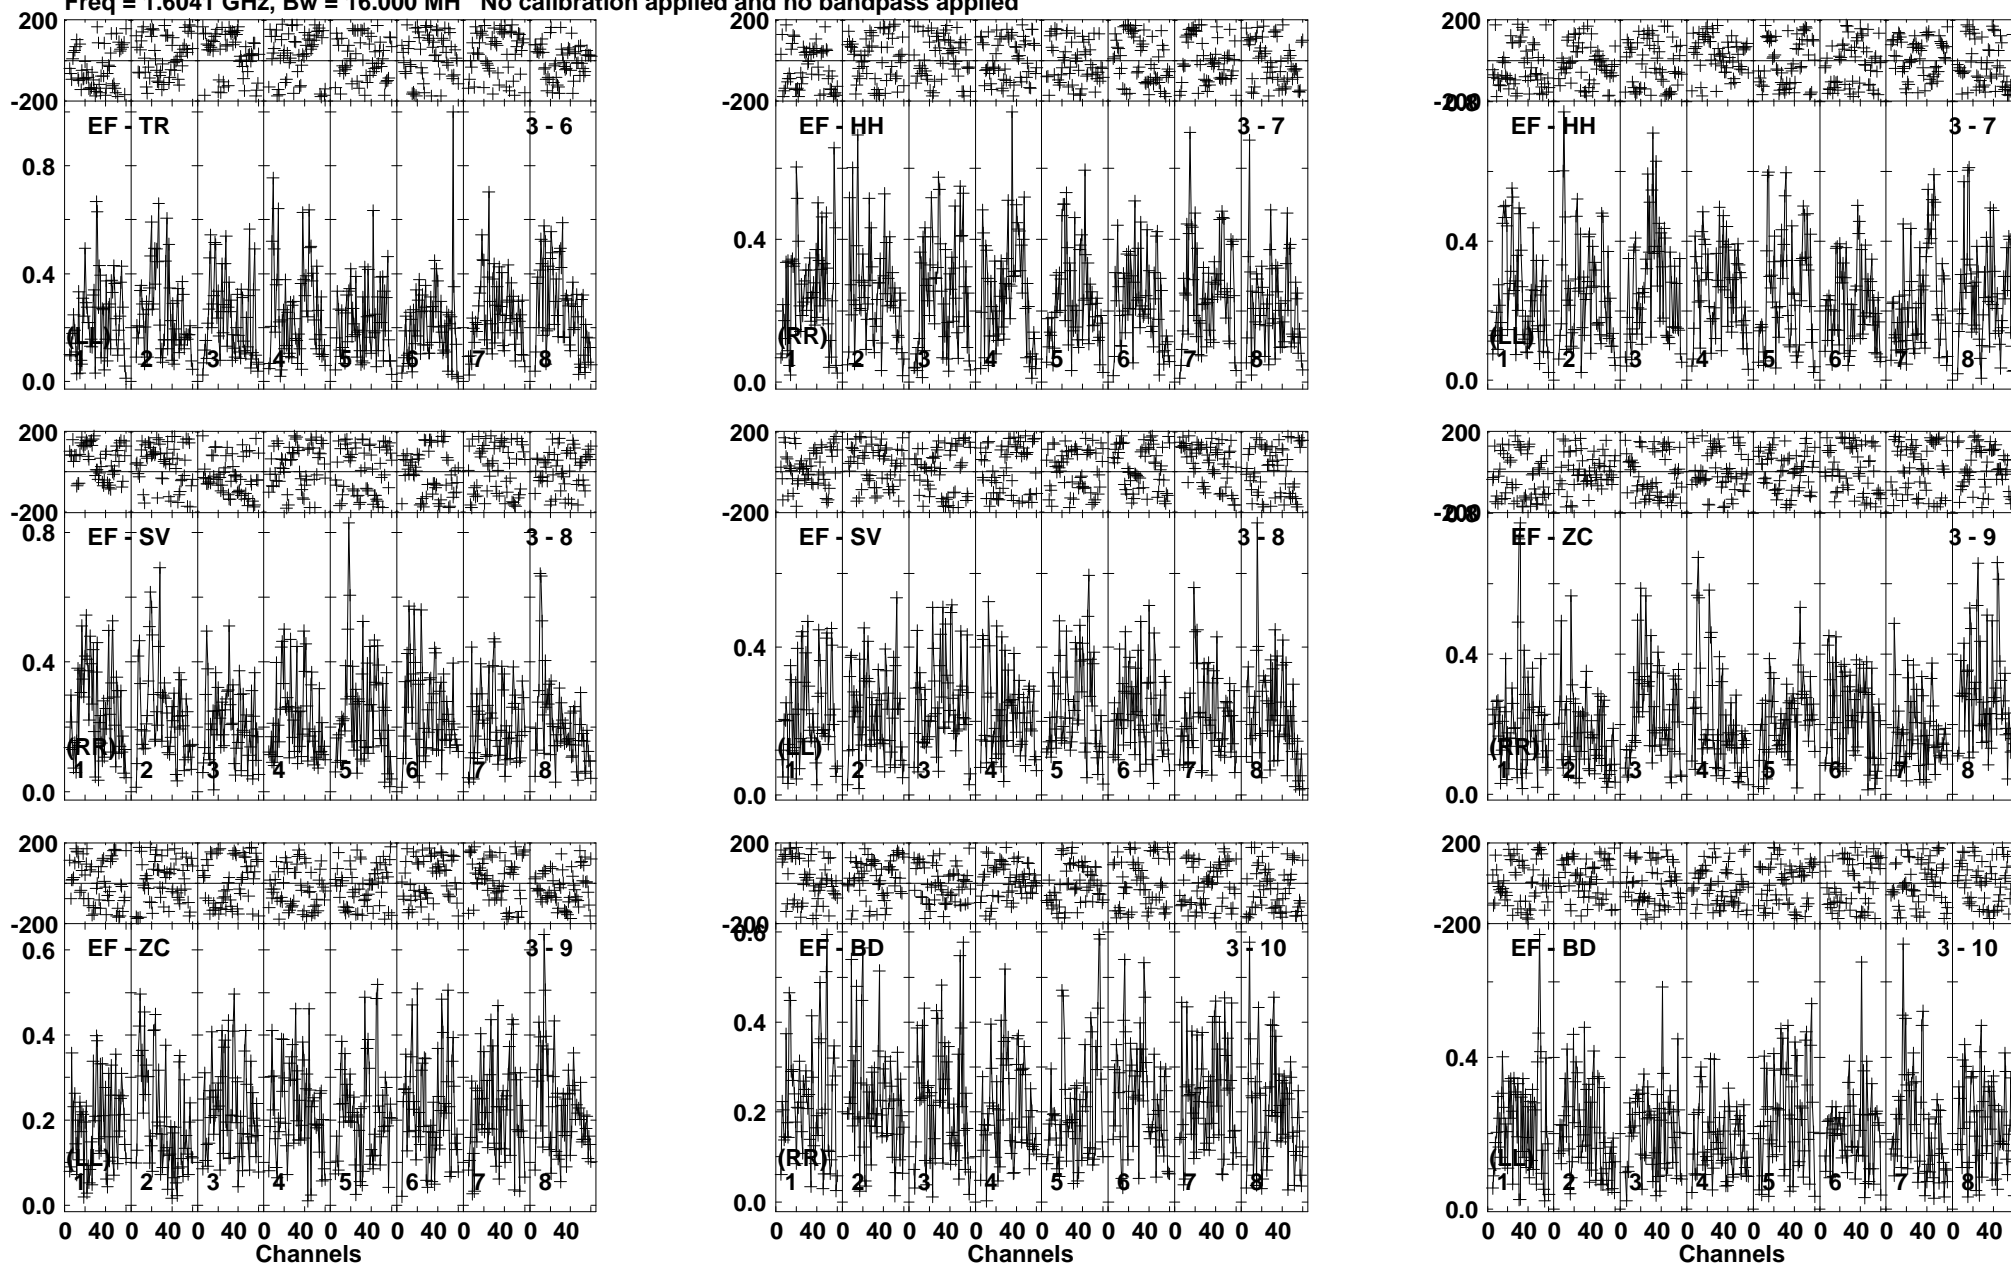 Freq = 1.6041 GHz, Bw = 16.000 MH No calibration applied and no bandpass applied
200 200 200
-200 -200 -200
0.8
EF - TR 3 - 6 EF - HH 3 - 7 EF - HH 3 - 7
0.8
0.4 0.4 0.4
(LL) (RR) (LL)
1 2 3 4 5 6 7 8 1 2 3 4 5 6 7 8 1 2 3 4 5 6 7 8
0.0 0.0 0.0
200 200 200
-200 -200 -200
0.8
EF - SV 3 - 8 EF - SV 3 - 8 EF - ZC 3 - 9
0.8
0.4 0.4 0.4
(RR) (LL) (RR)
1 2 3 4 5 6 7 8 1 2 3 4 5 6 7 8 1 2 3 4 5 6 7 8
0.0 0.0 0.0
200 200 200
-200 -200 -200
0.6
EF - ZC 3 - 9 EF - BD 3 - 10 EF - BD 3 - 10
0.6
0.4 0.4 0.4
0.2 0.2
(LL) (RR) (LL)
1 2 3 4 5 6 7 8 1 2 3 4 5 6 7 8 1 2 3 4 5 6 7 8
0.0 0.0 0.0
0 40 0 40 0 40 0 40 0 40 0 40 0 40 0 40 0 40 0 40 0 40 0 40 0 40 0 40 0 40 0 40 0 40 0 40 0 40 0 40 0 40 0 40 0 40 0 40
Channels Channels Channels